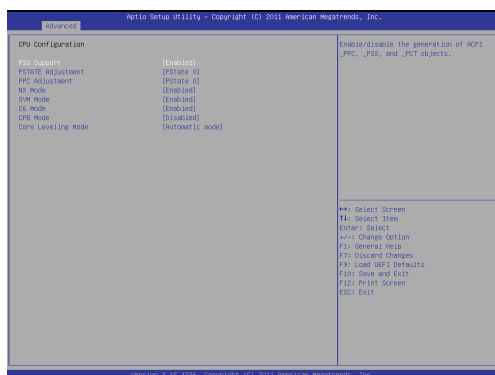 Aptio Setup Utility – Copyright (C) 2011 American Megatrends, Inc.
Advanced
CPU Configuration
PSS Support [Enabled]
PSTATE Adjustment [PState 0]
PPC Adjustment [PState 0]
NX Mode [Enabled]
SVM Mode [Enabled]
C6 Mode [Enabled]
CPB Mode [Disabled]
Core Leveling Mode [Automatic mode]
Enable/disable the generation of ACPI
_PPC, _PSS, and _PCT objects.
↔: Select Screen
↑↓: Select Item
Enter: Select
+/-: Change Option
F1: General Help
F7: Discard Changes
F9: Load UEFI Defaults
F10: Save and Exit
F12: Print Screen
ESC: Exit
Version 2.15.1226. Copyright (C) 2011 American Megatrends, Inc.